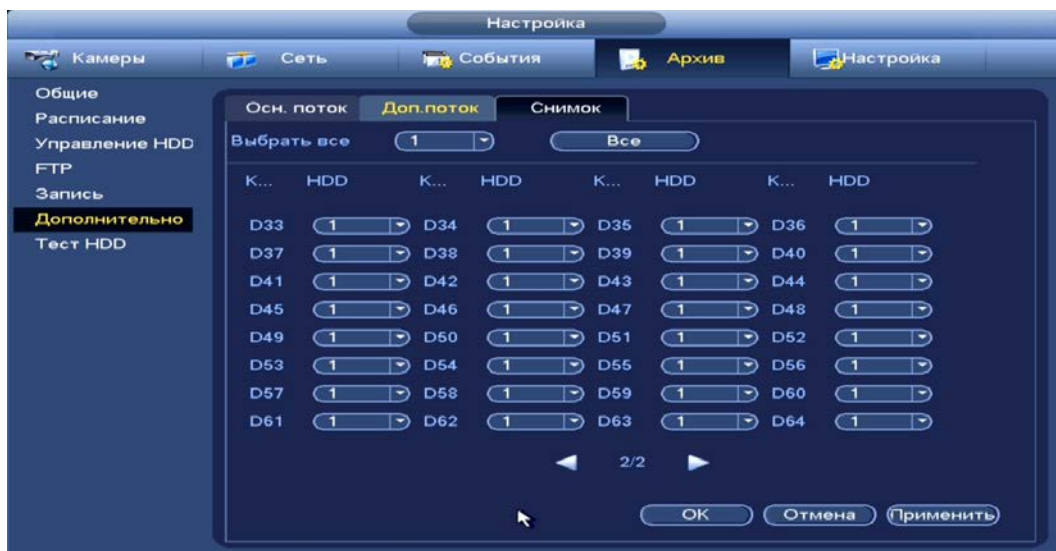 Настройка
Камеры Сеть События Архив Настройка
Общие
Расписание
Управление HDD
FTP
Запись
Дополнительно
Тест HDD
Осн. поток Доп.поток Снимок
Выбрать все 1 Все
К... HDD К... HDD К... HDD К... HDD
D33 1 D34 1 D35 1 D36 1
D37 1 D38 1 D39 1 D40 1
D41 1 D42 1 D43 1 D44 1
D45 1 D46 1 D47 1 D48 1
D49 1 D50 1 D51 1 D52 1
D53 1 D54 1 D55 1 D56 1
D57 1 D58 1 D59 1 D60 1
D61 1 D62 1 D63 1 D64 1
2/2
OK Отмена Применить